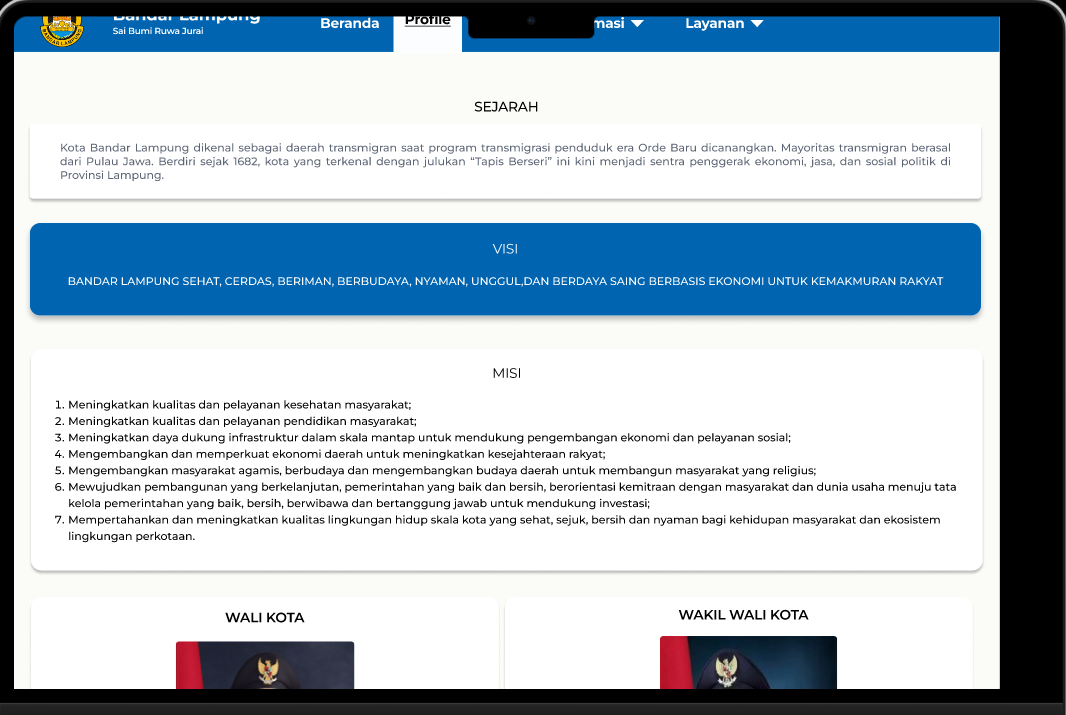 Bandar Lampung
Sai Bumi Ruwa Jurai
Beranda
Profile
Layanan
SEJARAH
Kota Bandar Lampung dikenal sebagai daerah transmigran saat program transmigrasi penduduk era Orde Baru dicanangkan. Mayoritas transmigran berasal
dari Pulau Jawa. Berdiri sejak 1682, kota yang terkenal dengan julukan “Tapis Berseri” ini kini menjadi sentra penggerak ekonomi, jasa, dan sosial politik di
Provinsi Lampung.
VISI
BANDAR LAMPUNG SEHAT, CERDAS, BERIMAN, BERBUDAYA, NYAMAN, UNGGUL,DAN BERDAYA SAING BERBASIS EKONOMI UNTUK KEMAKMURAN RAKYAT
MISI
1. Meningkatkan kualitas dan pelayanan kesehatan masyarakat;
2. Meningkatkan kualitas dan pelayanan pendidikan masyarakat;
3. Meningkatkan daya dukung infrastruktur dalam skala mantap untuk mendukung pengembangan ekonomi dan pelayanan sosial;
4. Mengembangkan dan memperkuat ekonomi daerah untuk meningkatkan kesejahteraan rakyat;
5. Mengembangkan masyarakat agamis, berbudaya dan mengembangkan budaya daerah untuk membangun masyarakat yang religius;
6. Mewujudkan pembangunan yang berkelanjutan, pemerintahan yang baik dan bersih, berorientasi kemitraan dengan masyarakat dan dunia usaha menuju tata
kelola pemerintahan yang baik, bersih, berwibawa dan bertanggung jawab untuk mendukung investasi;
7. Mempertahankan dan meningkatkan kualitas lingkungan hidup skala kota yang sehat, sejuk, bersih dan nyaman bagi kehidupan masyarakat dan ekosistem
lingkungan perkotaan.
WALI KOTA
WAKIL WALI KOTA